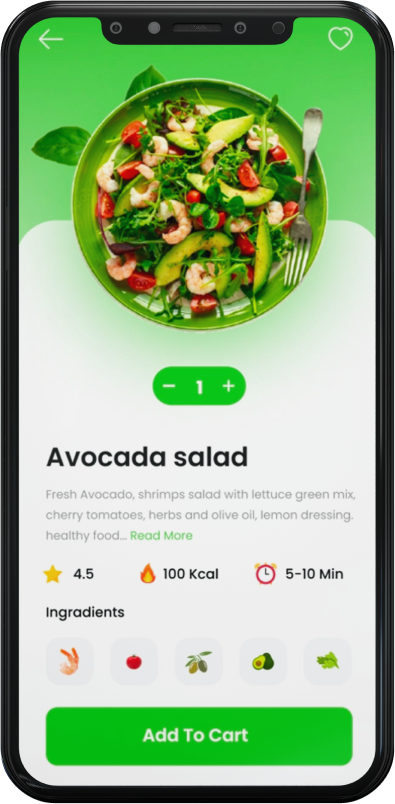 − 1 +
Avocada salad
Fresh Avocado, shrimps salad with lettuce green mix,
cherry tomatoes, herbs and olive oil, lemon dressing.
healthy food... Read More
4.5 100 Kcal 5-10 Min
Ingradients
Add To Cart